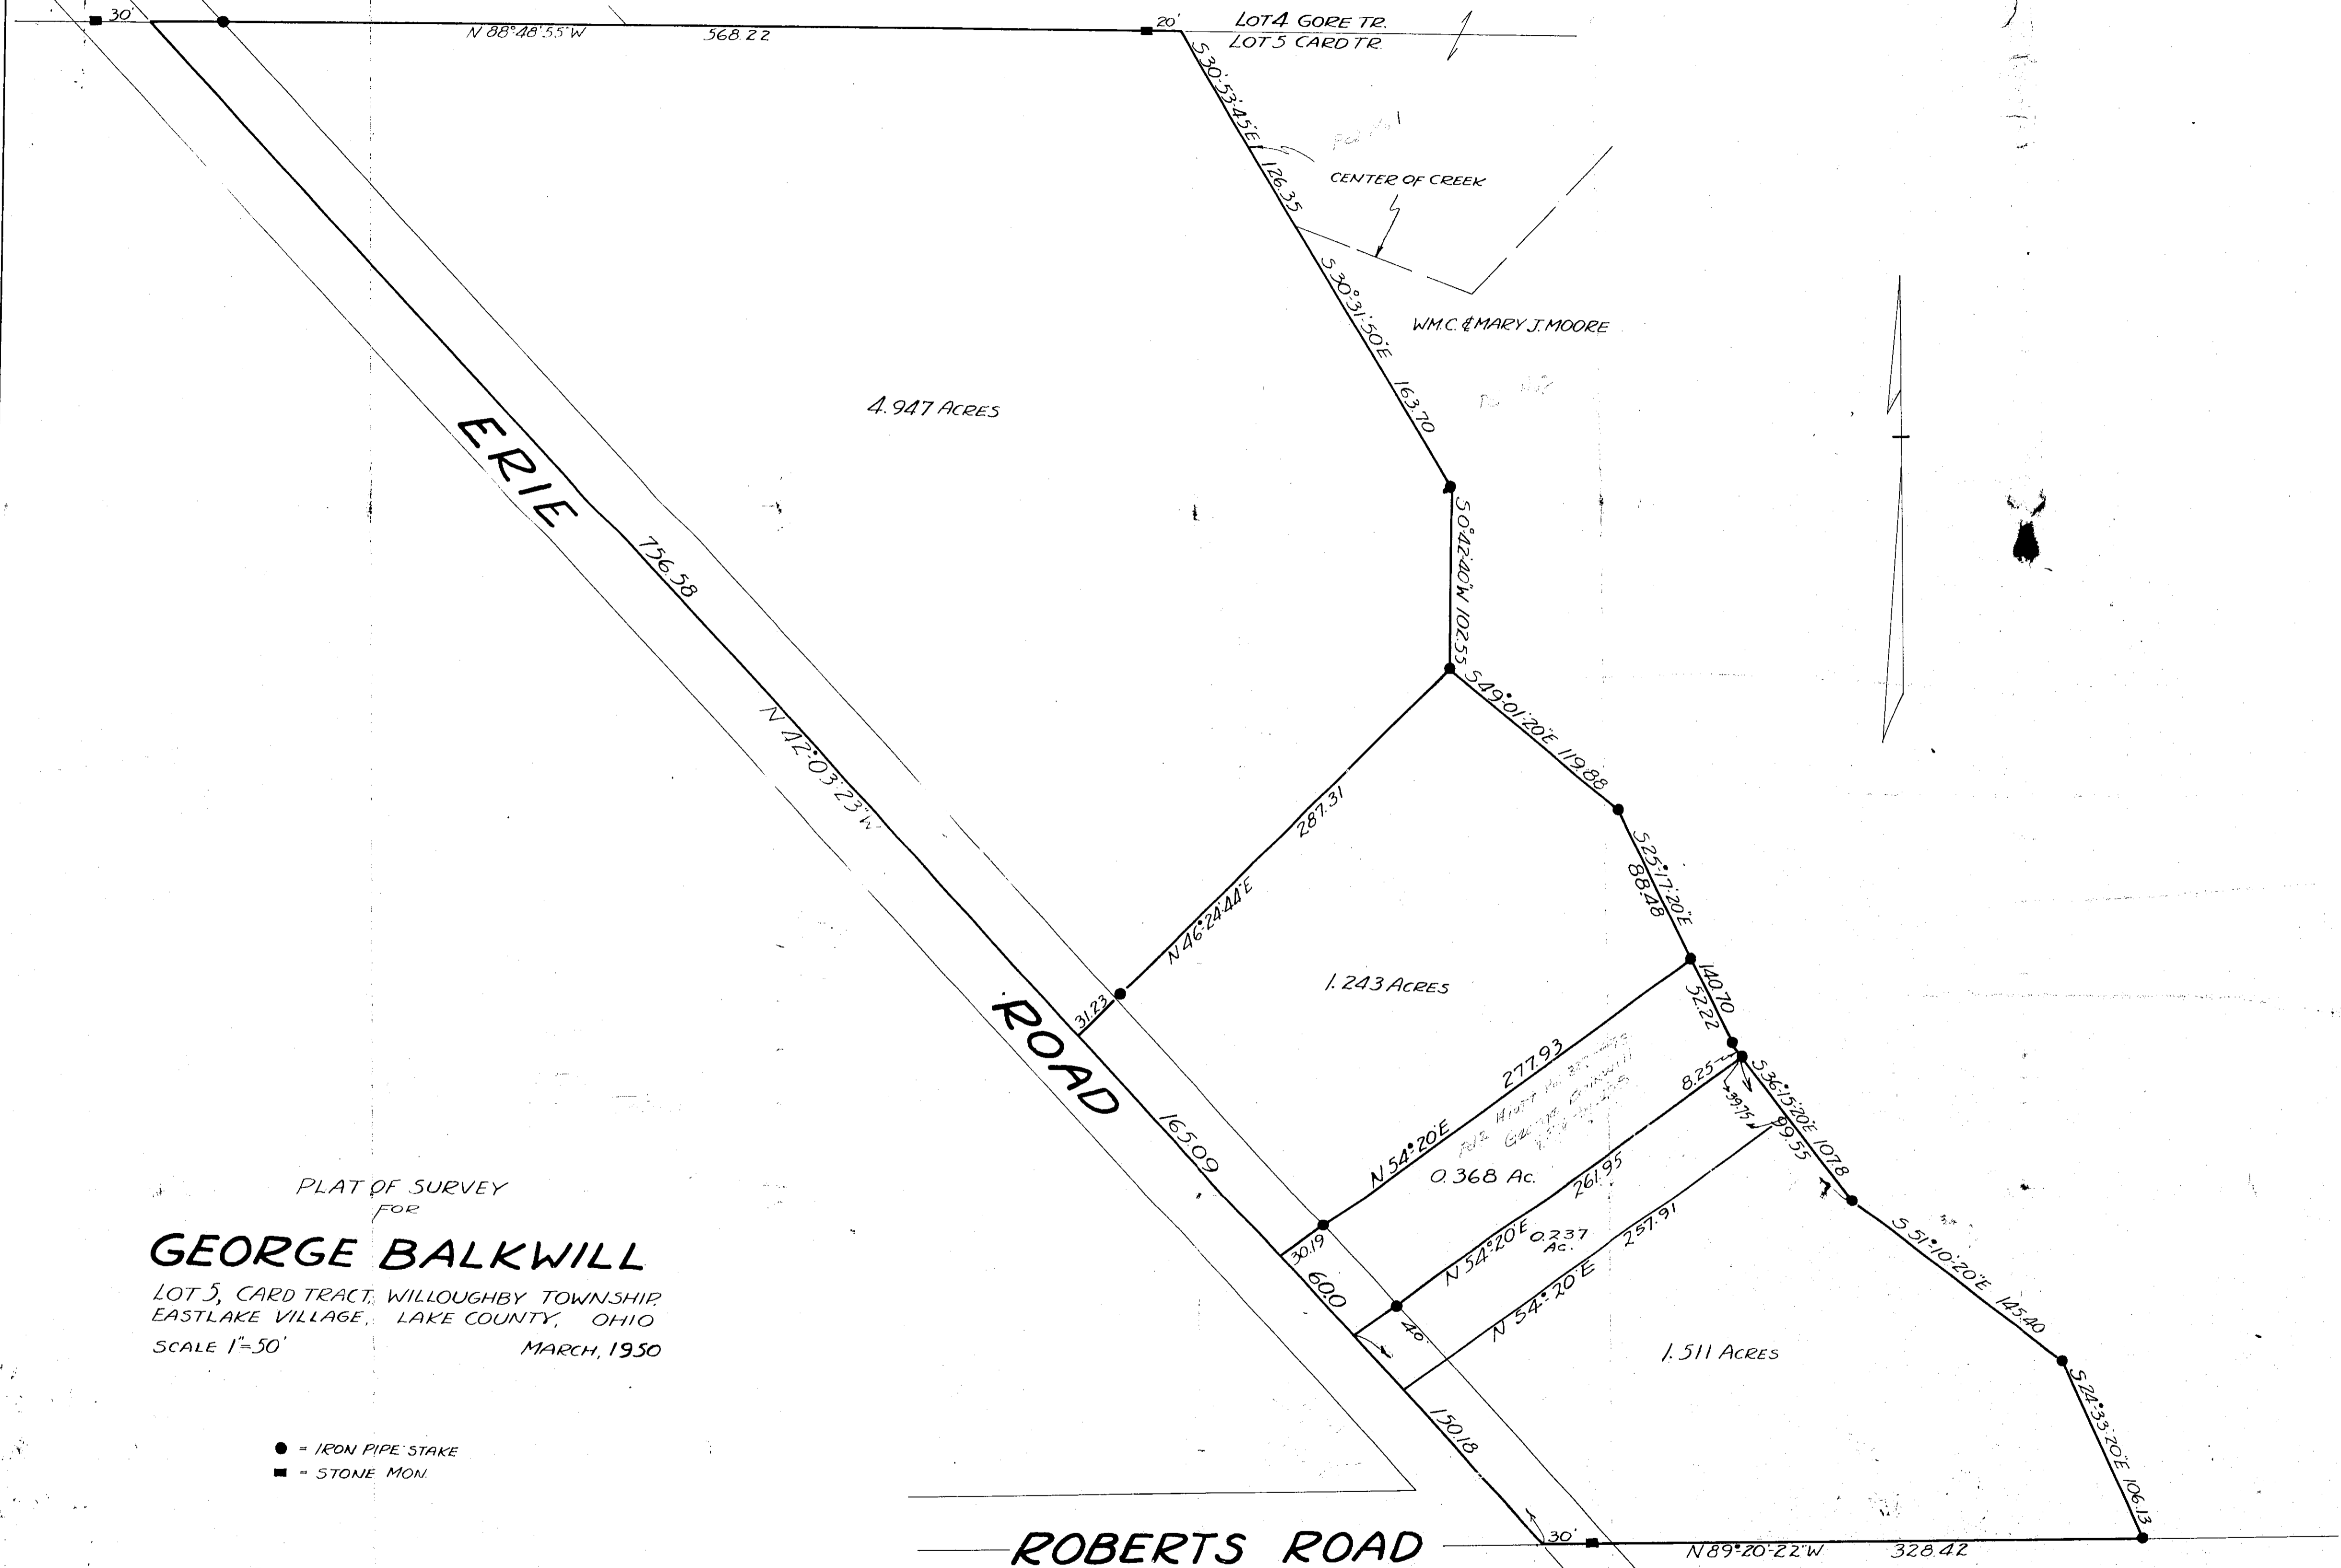 30'
N 88°48'55"W 568.22
20'
LOT 4 GORE TR.
LOT 5 CARD TR.
S 30°-53'-45"E 126.35
CENTER OF CREEK
S 30°-31'-50"E 163.70
WM. C. & MARY J. MOORE
4.947 ACRES
ERIE
756.58
S 0°-42'-40"W 102.55
S 49°-01'-20"E 119.88
N 42°-03'-23"W
287.31
N 46°-24'-44"E
S 25°-17'-20"E
88.48
31.23
1.243 ACRES
ROAD
140.70
52.22
277.93
N 54°-20'E
8.25
S 36°-15'-20"E 107.8
39.75
99.55
165.09
0.368 AC.
261.95
N 54°-20'E
0.237
AC.
257.91
N 54°-20'E
30.19
60.0
40'
S 51°-10'-20"E 145.40
1.511 ACRES
150.18
S 24°-33'-20"E 106.13
PLAT OF SURVEY
FOR
GEORGE BALKWILL
LOT 5, CARD TRACT, WILLOUGHBY TOWNSHIP,
EASTLAKE VILLAGE, LAKE COUNTY, OHIO
SCALE 1"=50' MARCH, 1950
● = IRON PIPE STAKE
■ = STONE MON.
ROBERTS ROAD
30'
N 89°-20'-22"W 328.42